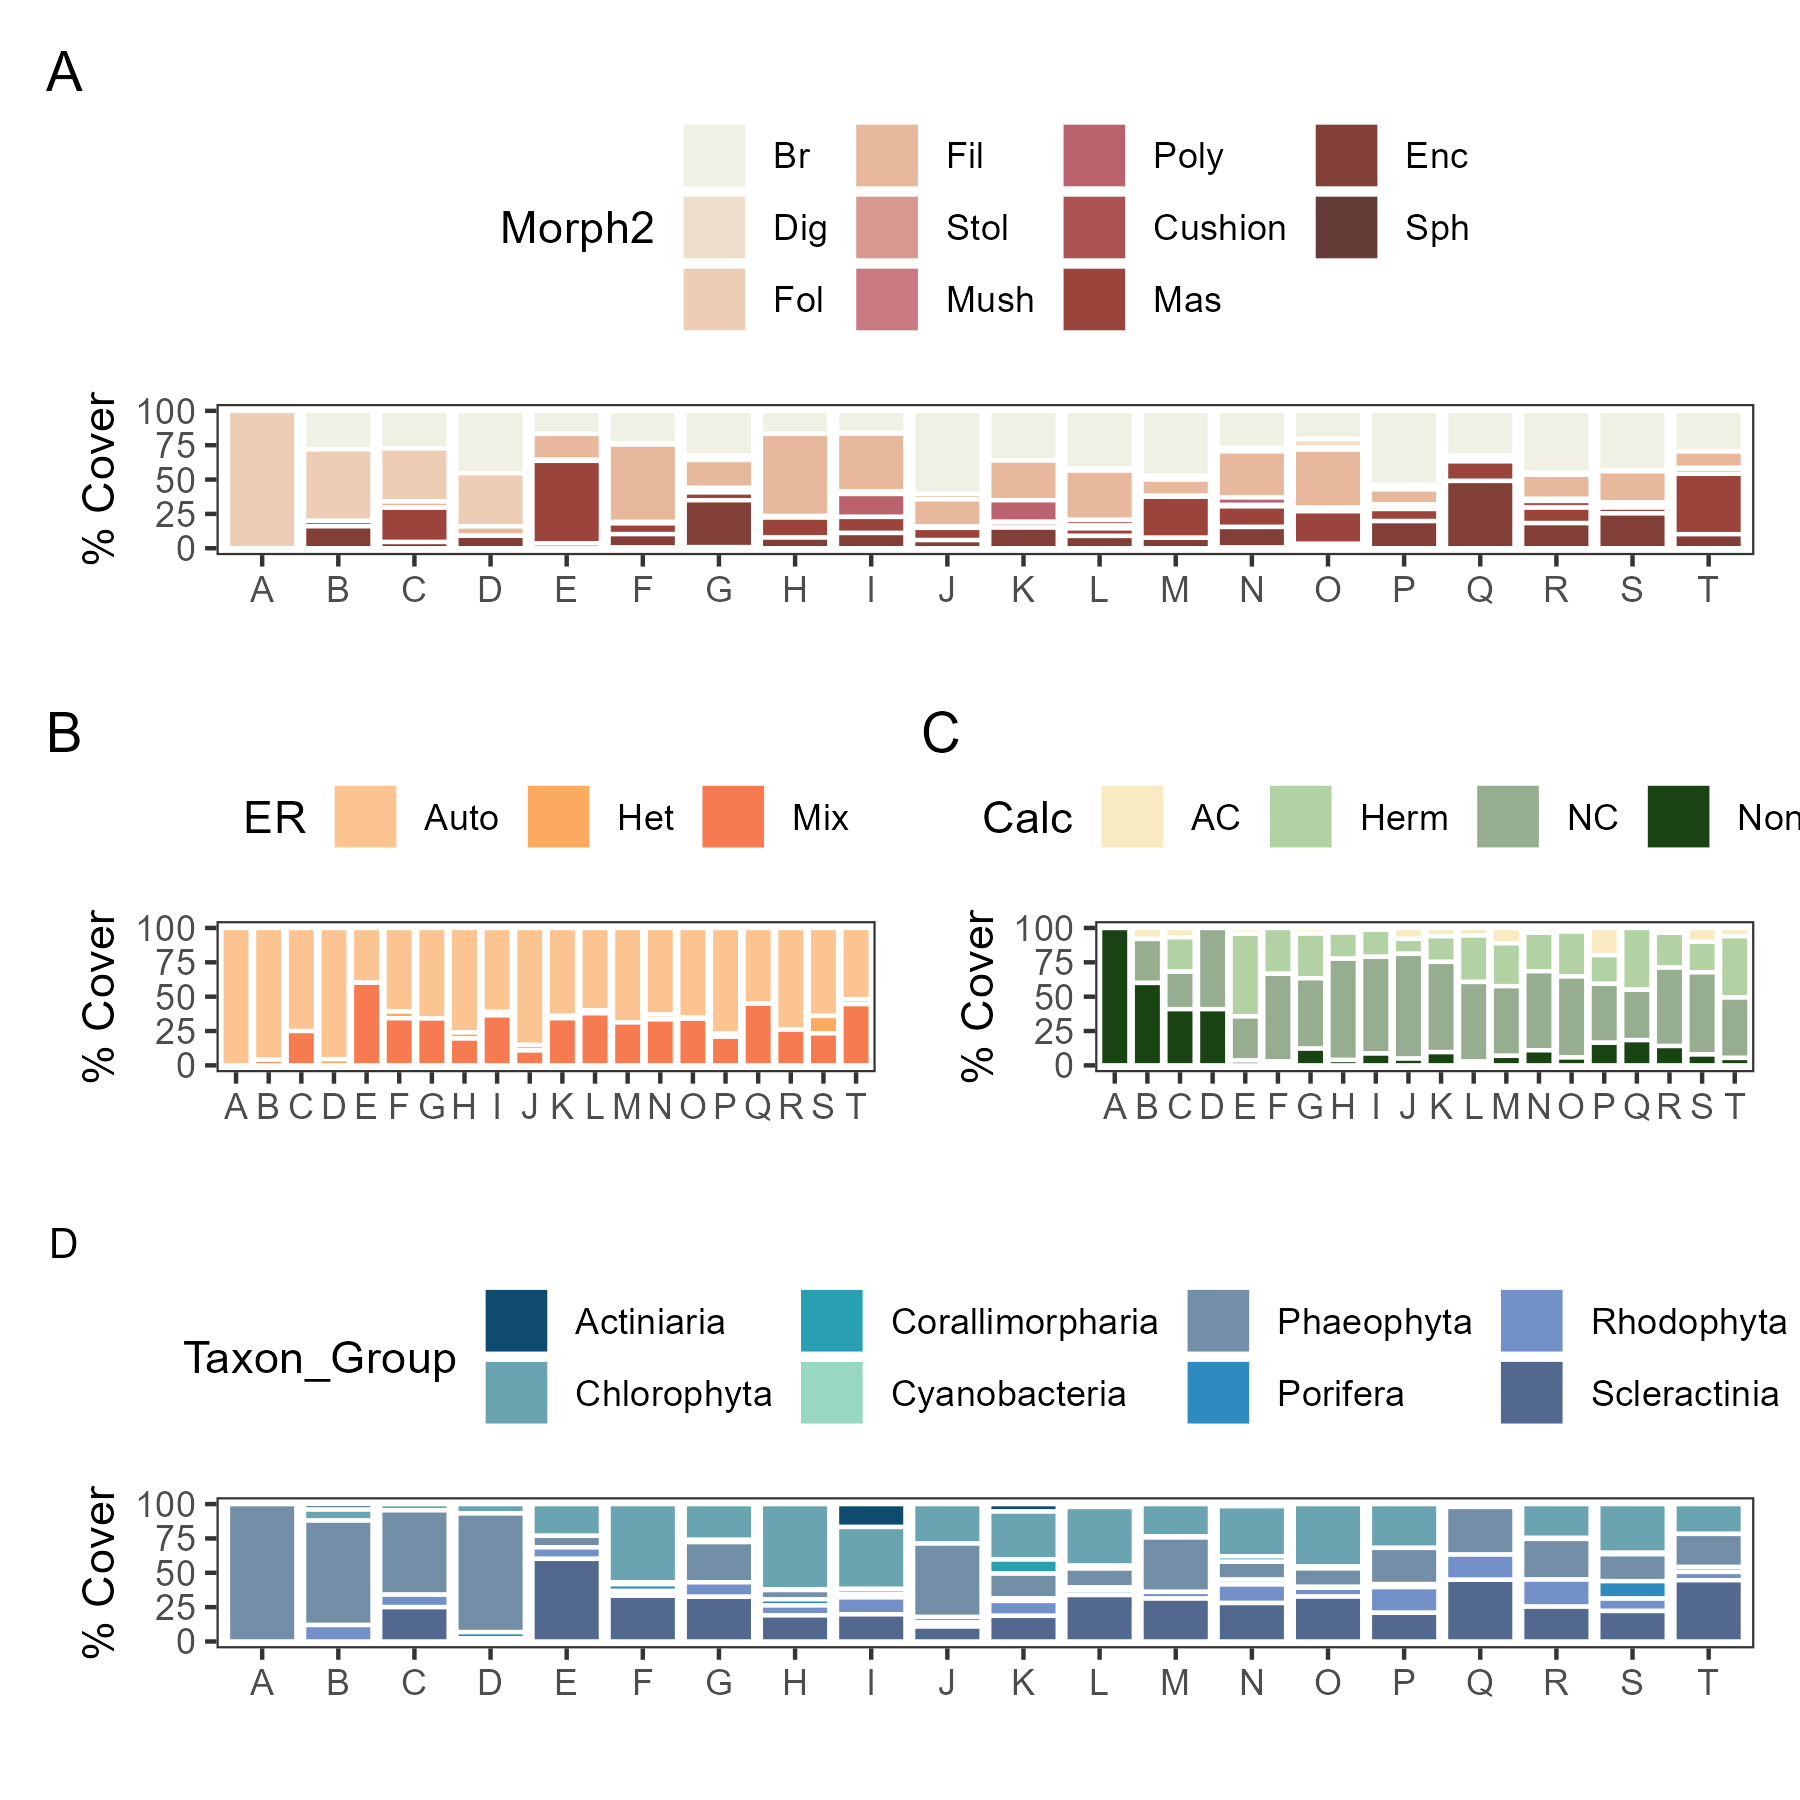 A
Morph2
Br Fil Poly Enc
Dig Stol Cushion Sph
Fol Mush Mas
% Cover
100
75
50
25
0
A B C D E F G H I J K L M N O P Q R S T
B
ER Auto Het Mix
% Cover
100
75
50
25
0
A B C D E F G H I J K L M N O P Q R S T
C
Calc AC Herm NC Non
% Cover
100
75
50
25
0
A B C D E F G H I J K L M N O P Q R S T
D
Taxon_Group
Actiniaria Corallimorpharia Phaeophyta Rhodophyta
Chlorophyta Cyanobacteria Porifera Scleractinia
% Cover
100
75
50
25
0
A B C D E F G H I J K L M N O P Q R S T